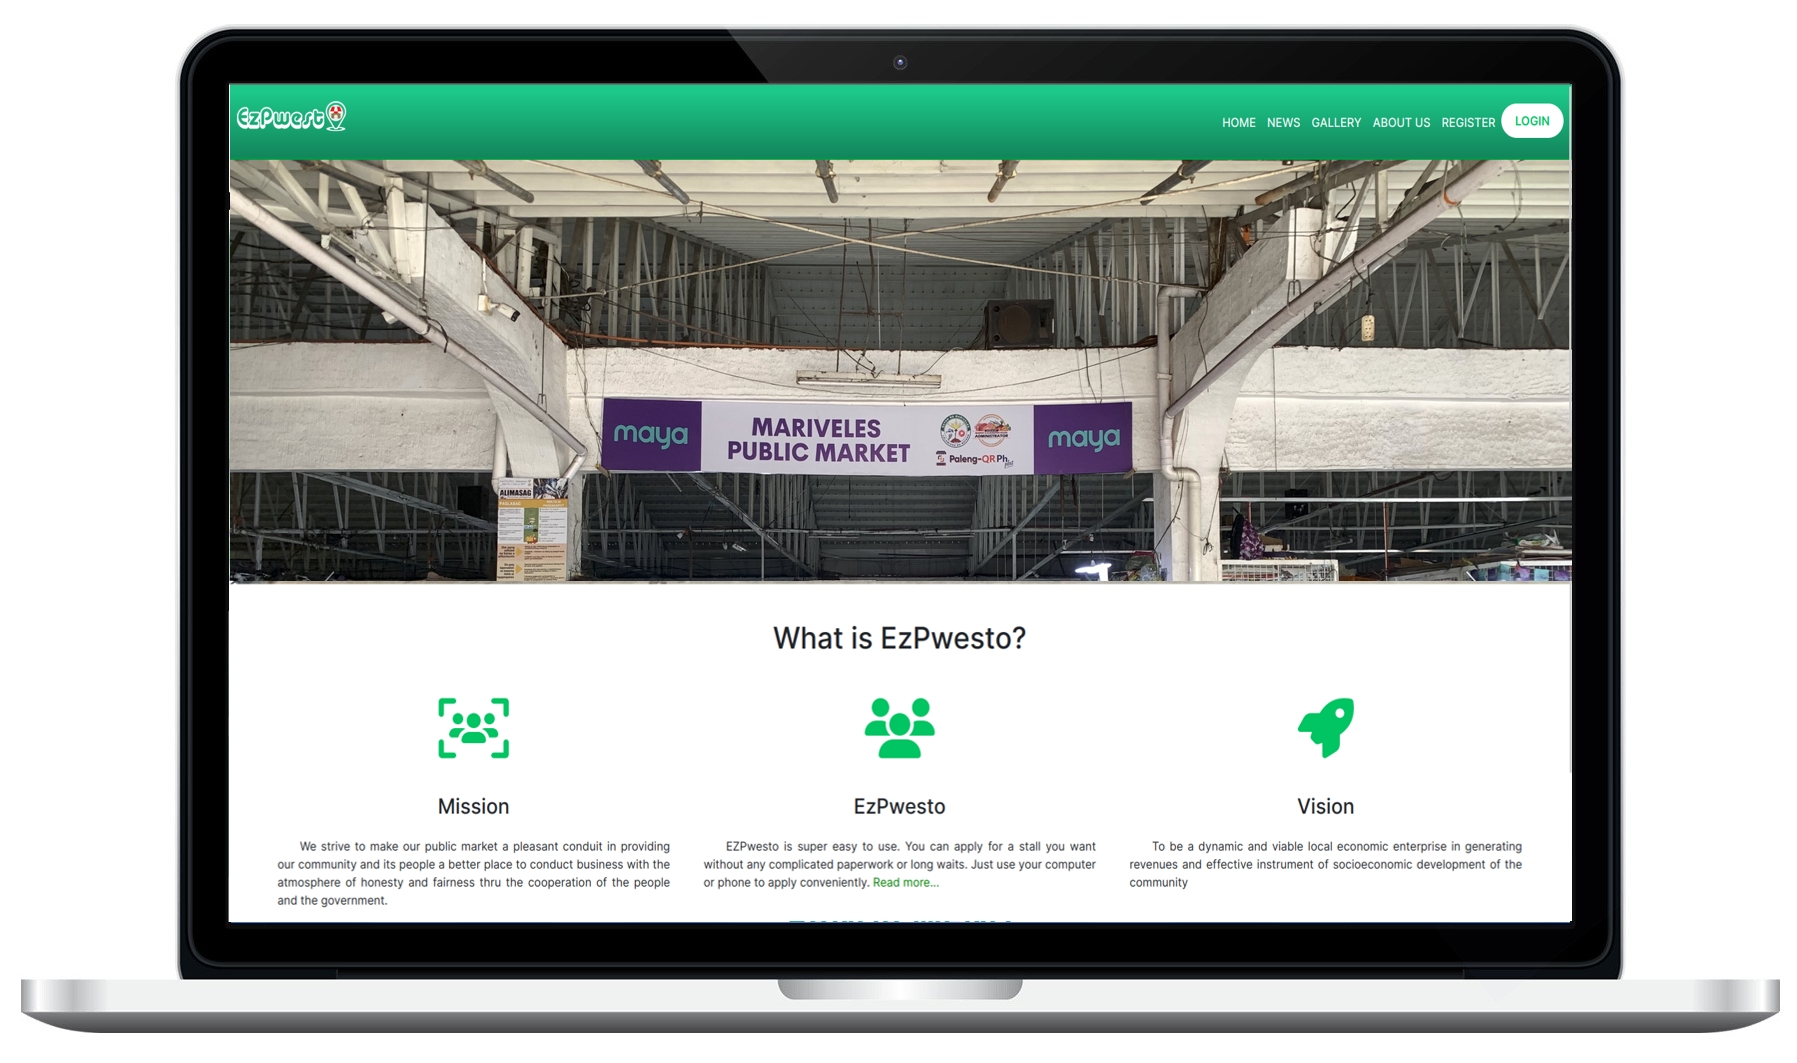 EzPwest
HOME NEWS GALLERY ABOUT US REGISTER LOGIN
maya
MARIVELES
PUBLIC MARKET
ADMINISTRATOR
Paleng-QR Ph
plus
maya
ALIMASAG
What is EzPwesto?
Mission
We strive to make our public market a pleasant conduit in providing
our community and its people a better place to conduct business with the
atmosphere of honesty and fairness thru the cooperation of the people
and the government.
EzPwesto
EZPwesto is super easy to use. You can apply for a stall you want
without any complicated paperwork or long waits. Just use your computer
or phone to apply conveniently. Read more...
Vision
To be a dynamic and viable local economic enterprise in generating
revenues and effective instrument of socioeconomic development of the
community